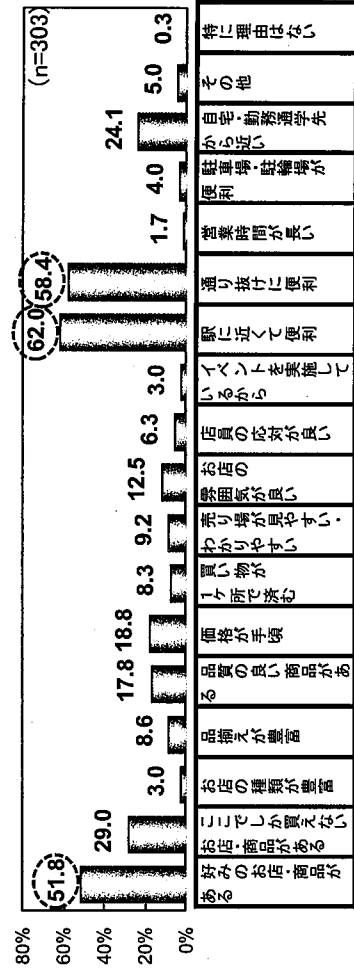 (n=303)
80%
60%
40%
20%
0%
51.8
29.0
3.0
8.6
17.8
18.8
8.3
9.2
12.5
6.3
3.0
62.0
58.4
1.7
4.0
24.1
5.0
0.3
好みのお店・商品が
ある
ここでしか買えない
お店・商品がある
お店の種類が豊富
品揃えが豊富
品質の良い商品があ
る
価格が手頃
買い物が
1ヶ所で済む
売り場が見やすい・
わかりやすい
お店の
雰囲気が良い
店員の応対が良い
イベントを実施して
いるから
駅に近くて便利
通り抜けに便利
営業時間が長い
駐車場・駐輪場が
便利
自宅・勤務通学先
から近い
その他
特に理由はない